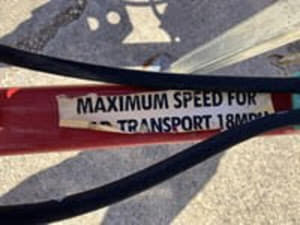 MAXIMUM SPEED FOR
TRANSPORT 18MPH